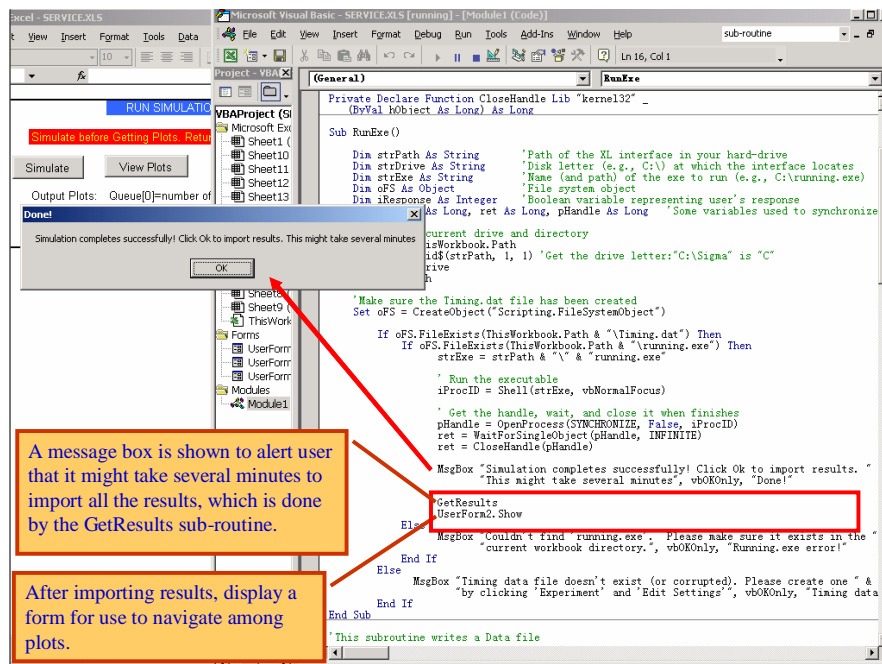 Excel - SERVICE.XLS
View Insert Format Tools Data
10
fx
RUN SIMULATIO
Simulate before Getting Plots. Retu
Simulate View Plots
Output Plots: Queue[0]=number of
Done!
Simulation completes successfully! Click Ok to import results. This might take several minutes
OK
Microsoft Visual Basic - SERVICE.XLS [running] - [Module1 (Code)]
File Edit View Insert Format Debug Run Tools Add-Ins Window Help
sub-routine
Ln 16, Col 1
Project - VBA
VBAProject (S
Microsoft Exc
Sheet1 (
Sheet10
Sheet11
Sheet12
Sheet13
Sheet8 (
Sheet9 (
ThisWork
Forms
UserForm
UserForm
UserForm
Modules
Module1
(General) RunExe
Private Declare Function CloseHandle Lib "kernel32" _
(ByVal hObject As Long) As Long
Sub RunExe()
Dim strPath As String 'Path of the XL interface in your hard-drive
Dim strDrive As String 'Disk letter (e.g., C:\) at which the interface locates
Dim strExe As String 'Name (and path) of the exe to run (e.g., C:\running.exe)
Dim oFS As Object 'File system object
Dim iResponse As Integer 'Boolean variable representing user's response
As Long, ret As Long, pHandle As Long 'Some variables used to synchronize
current drive and directory
isWorkbook.Path
id$(strPath, 1, 1) 'Get the drive letter:"C:\Sigma" is "C"
rive
h
'Make sure the Timing.dat file has been created
Set oFS = CreateObject("Scripting.FileSystemObject")
If oFS.FileExists(ThisWorkbook.Path & "\Timing.dat") Then
If oFS.FileExists(ThisWorkbook.Path & "\running.exe") Then
strExe = strPath & "\" & "running.exe"
' Run the executable
iProcID = Shell(strExe, vbNormalFocus)
' Get the handle, wait, and close it when finishes
pHandle = OpenProcess(SYNCHRONIZE, False, iProcID)
ret = WaitForSingleObject(pHandle, INFINITE)
ret = CloseHandle(pHandle)
MsgBox "Simulation completes successfully! Click Ok to import results. "
"This might take several minutes", vbOKOnly, "Done!"
GetResults
UserForm2.Show
Else
MsgBox "Couldn't find 'running.exe'. Please make sure it exists in the "
"current workbook directory.", vbOKOnly, "Running.exe error!"
End If
Else
MsgBox "Timing data file doesn't exist (or corrupted). Please create one " &
"by clicking 'Experiment' and 'Edit Settings'", vbOKOnly, "Timing data
End If
End Sub
'This subroutine writes a Data file
A message box is shown to alert user
that it might take several minutes to
import all the results, which is done
by the GetResults sub-routine.
After importing results, display a
form for use to navigate among
plots.